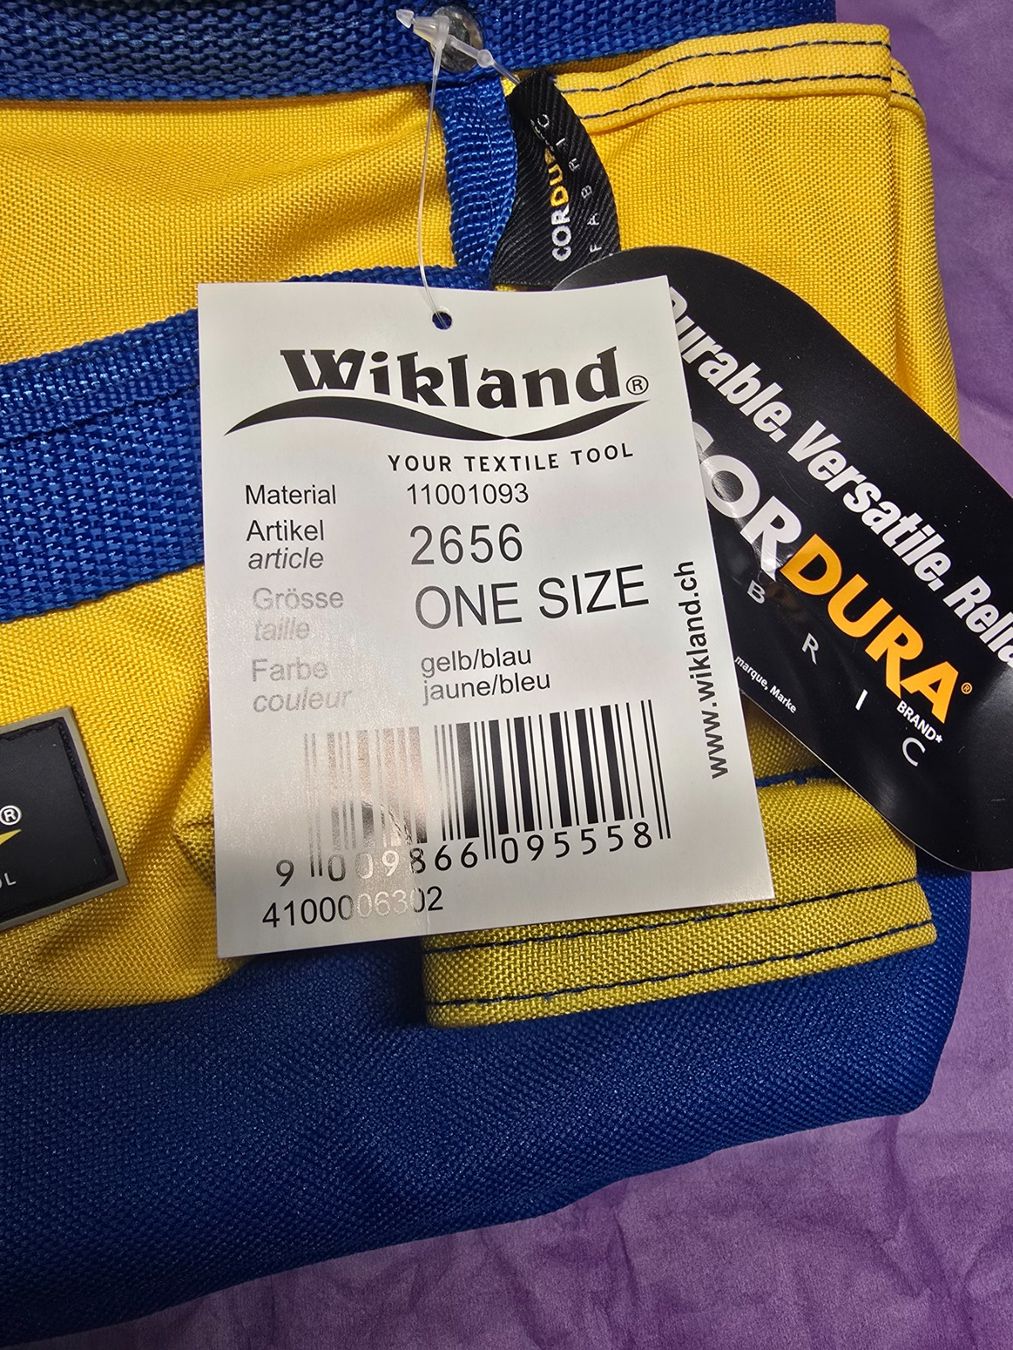 CORDURA
FABRIC
Wikland®
YOUR TEXTILE TOOL
Material 11001093
Artikel
article 2656
Grösse
taille ONE SIZE
Farbe gelb/blau
couleur jaune/bleu
www.wikland.ch
9 009866 095558
4100006302
Durable. Versatile.
CORDURA®
BRAND*
B R I C
marque, Marke
®